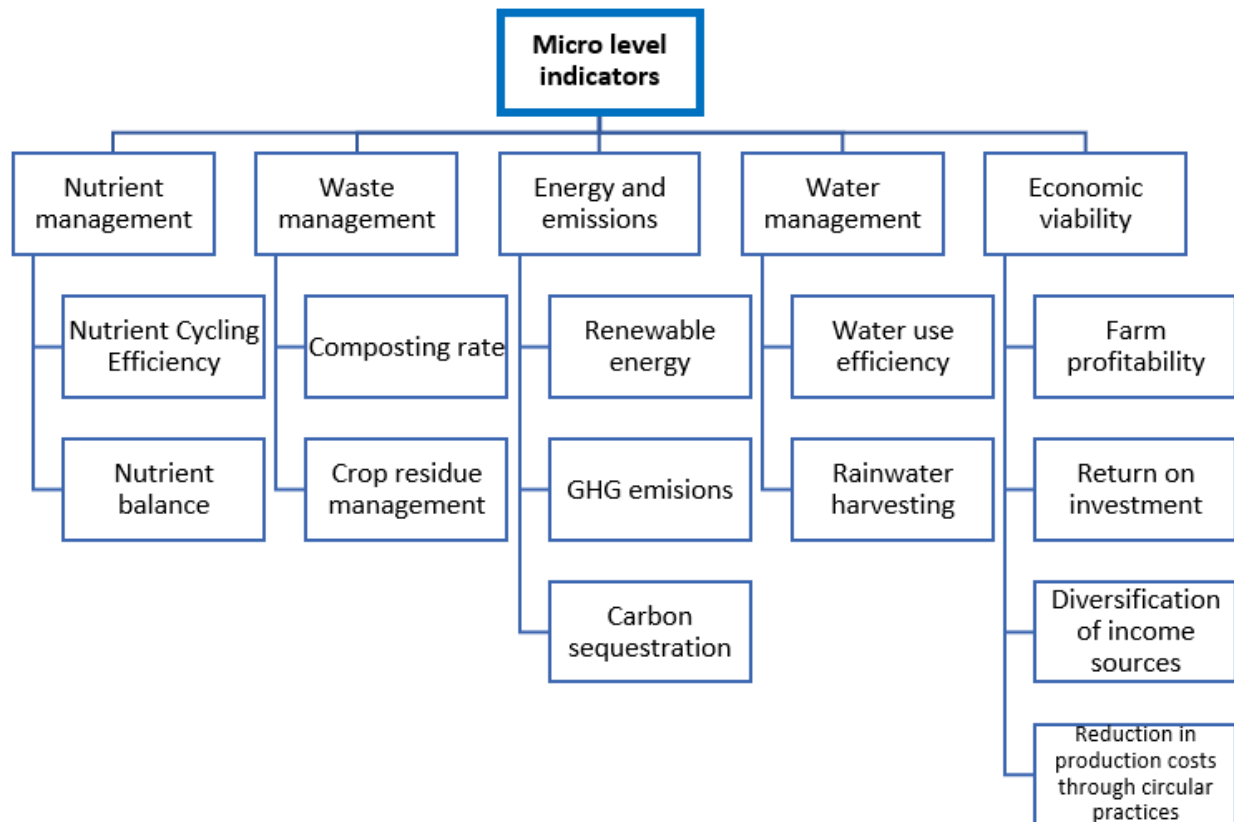 Micro level
indicators
Nutrient
management
Waste
management
Energy and
emissions
Water
management
Economic
viability
Nutrient Cycling
Efficiency
Composting rate
Renewable
energy
Water use
efficiency
Farm
profitability
Nutrient
balance
Crop residue
management
GHG emisions
Rainwater
harvesting
Return on
investment
Carbon
sequestration
Diversification
of income
sources
Reduction in
production costs
through circular
practices